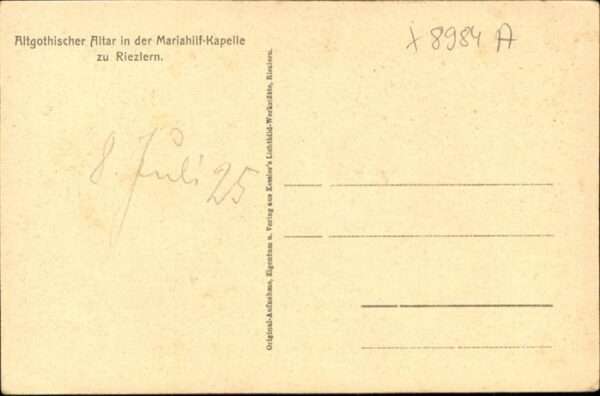 Altgothischer Altar in der Mariahilf-Kapelle
zu Riezlern.
8. Juli 25
Original-Aufnahme, Eigentum u. Verlag aus Kessler's Lichtbild-Werkstätte, Riezlern.
X 8984 A